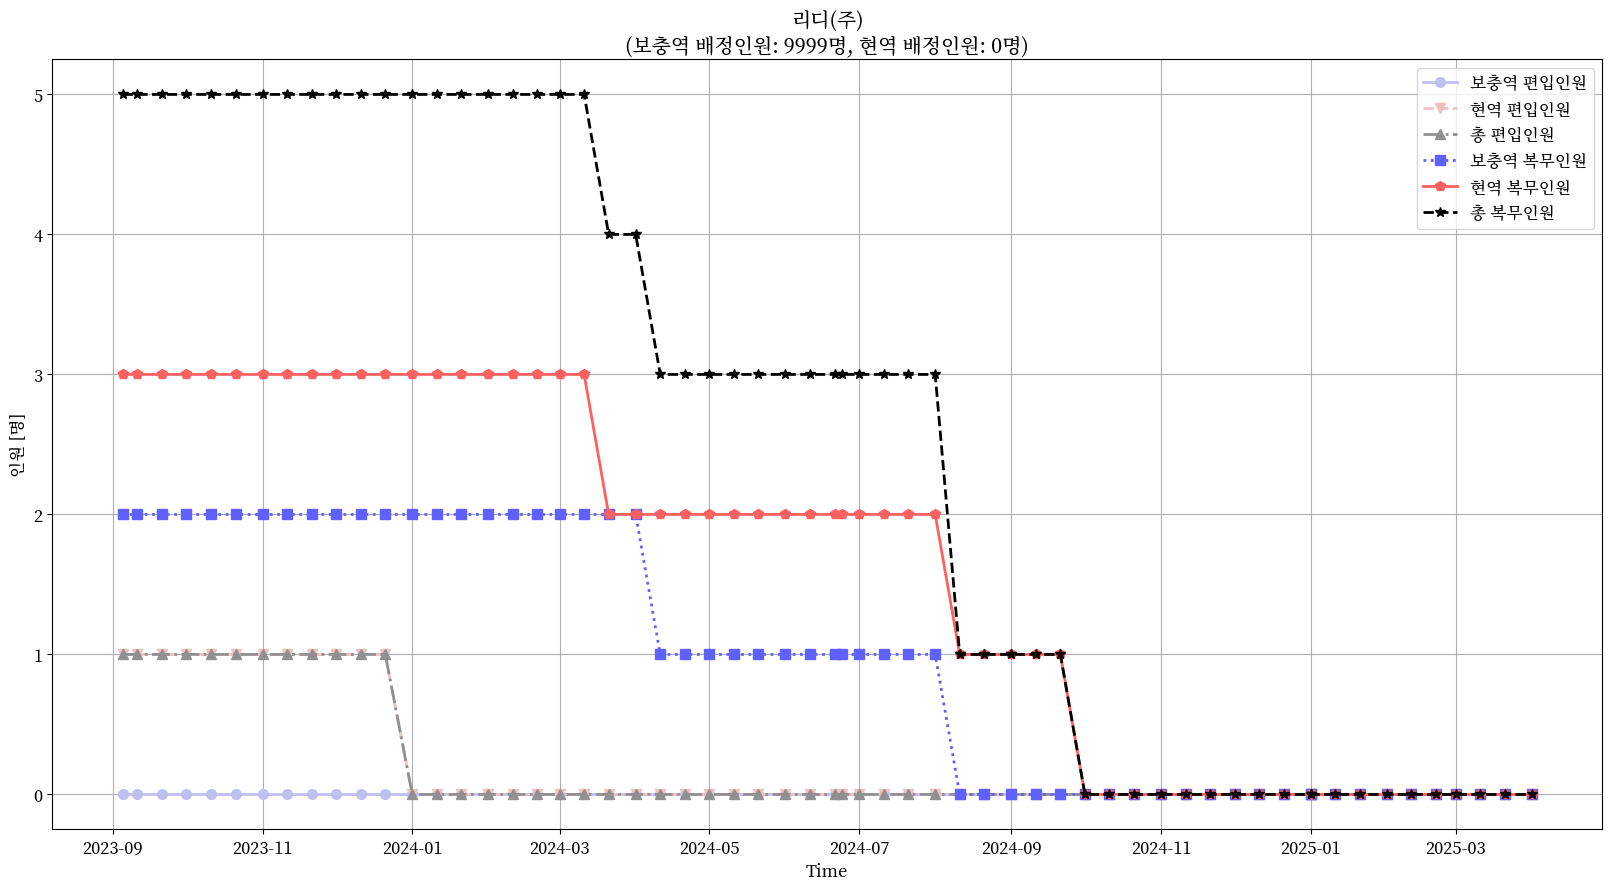 리디(주)
(보충역 배정인원: 9999명, 현역 배정인원: 0명)
보충역 편입인원
현역 편입인원
총 편입인원
보충역 복무인원
현역 복무인원
총 복무인원
인원 [명]
5
4
3
2
1
0
2023-09
2023-11
2024-01
2024-03
2024-05
2024-07
2024-09
2024-11
2025-01
2025-03
Time